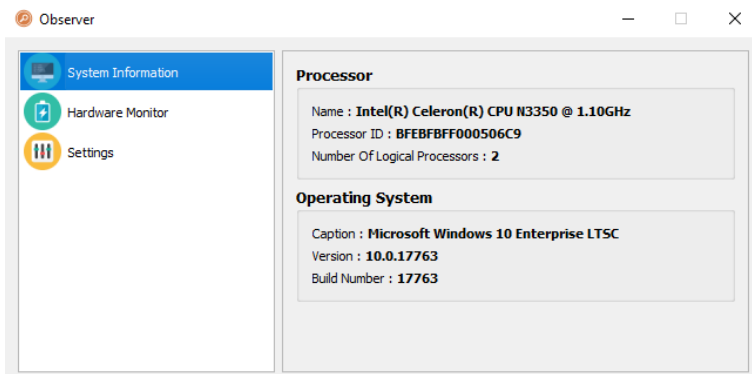 Observer
System Information
Hardware Monitor
Settings
Processor
Name : Intel(R) Celeron(R) CPU N3350 @ 1.10GHz
Processor ID : BFEBFBFF000506C9
Number Of Logical Processors : 2
Operating System
Caption : Microsoft Windows 10 Enterprise LTSC
Version : 10.0.17763
Build Number : 17763